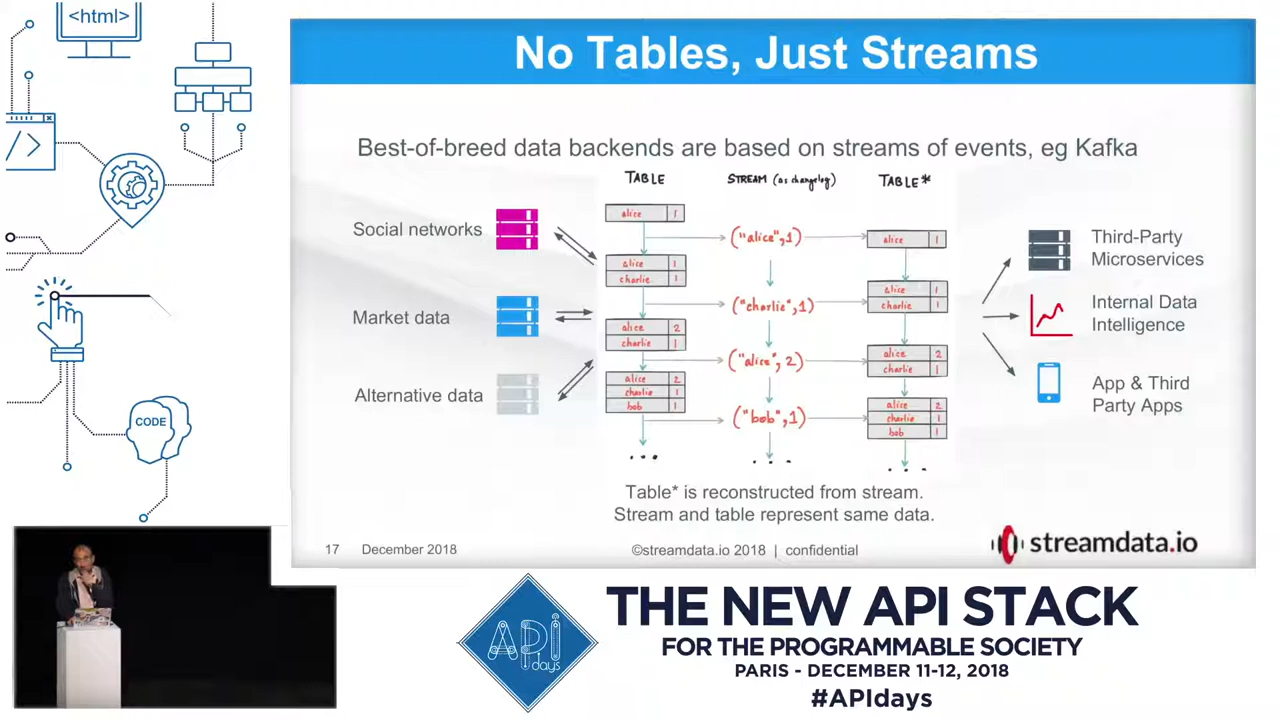 <html>
</>
CODE
No Tables, Just Streams
Best-of-breed data backends are based on streams of events, eg Kafka
TABLE
STREAM (as changelog)
TABLE*
Social networks
Market data
Alternative data
alice 1
alice 1
charlie 1
alice 2
charlie 1
alice 2
charlie 1
bob 1
...
("alice", 1)
("charlie", 1)
("alice", 2)
("bob", 1)
...
alice 1
alice 1
charlie 1
alice 2
charlie 1
alice 2
charlie 1
bob 1
...
Third-Party
Microservices
Internal Data
Intelligence
App & Third
Party Apps
Table* is reconstructed from stream.
Stream and table represent same data.
17 December 2018
©streamdata.io 2018 | confidential
streamdata.io
API
days
THE NEW API STACK
FOR THE PROGRAMMABLE SOCIETY
PARIS - DECEMBER 11-12, 2018
#APIdays